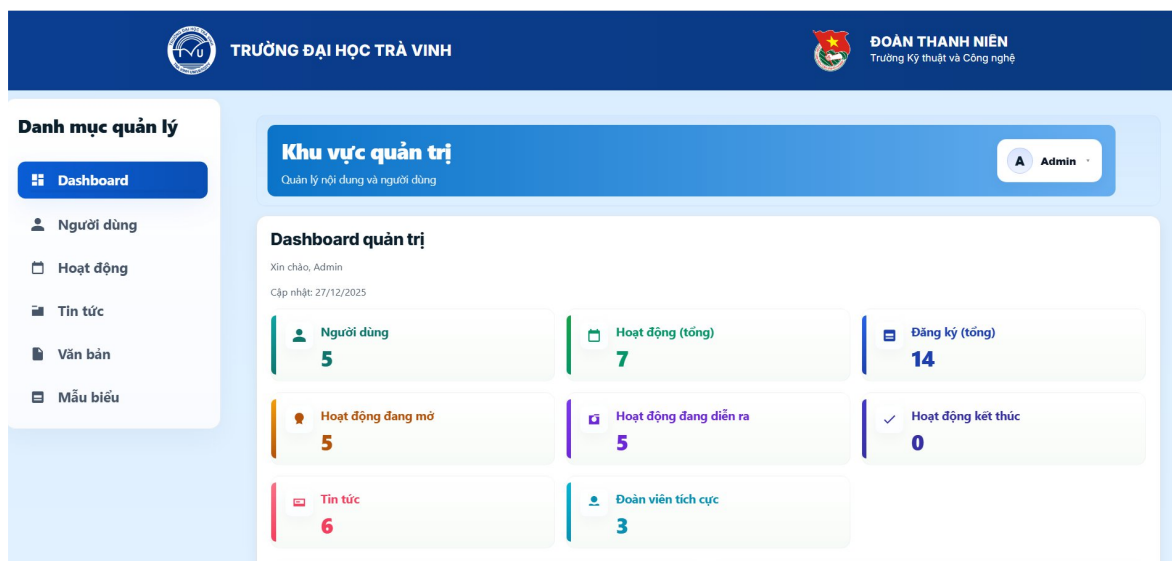 TRƯỜNG ĐẠI HỌC TRÀ VINH
ĐOÀN THANH NIÊN
Trường Kỹ thuật và Công nghệ
Danh mục quản lý
Dashboard
Người dùng
Hoạt động
Tin tức
Văn bản
Mẫu biểu
Khu vực quản trị
Quản lý nội dung và người dùng
A Admin
Dashboard quản trị
Xin chào, Admin
Cập nhật: 27/12/2025
Người dùng
5
Hoạt động (tổng)
7
Đăng ký (tổng)
14
Hoạt động đang mở
5
Hoạt động đang diễn ra
5
Hoạt động kết thúc
0
Tin tức
6
Đoàn viên tích cực
3